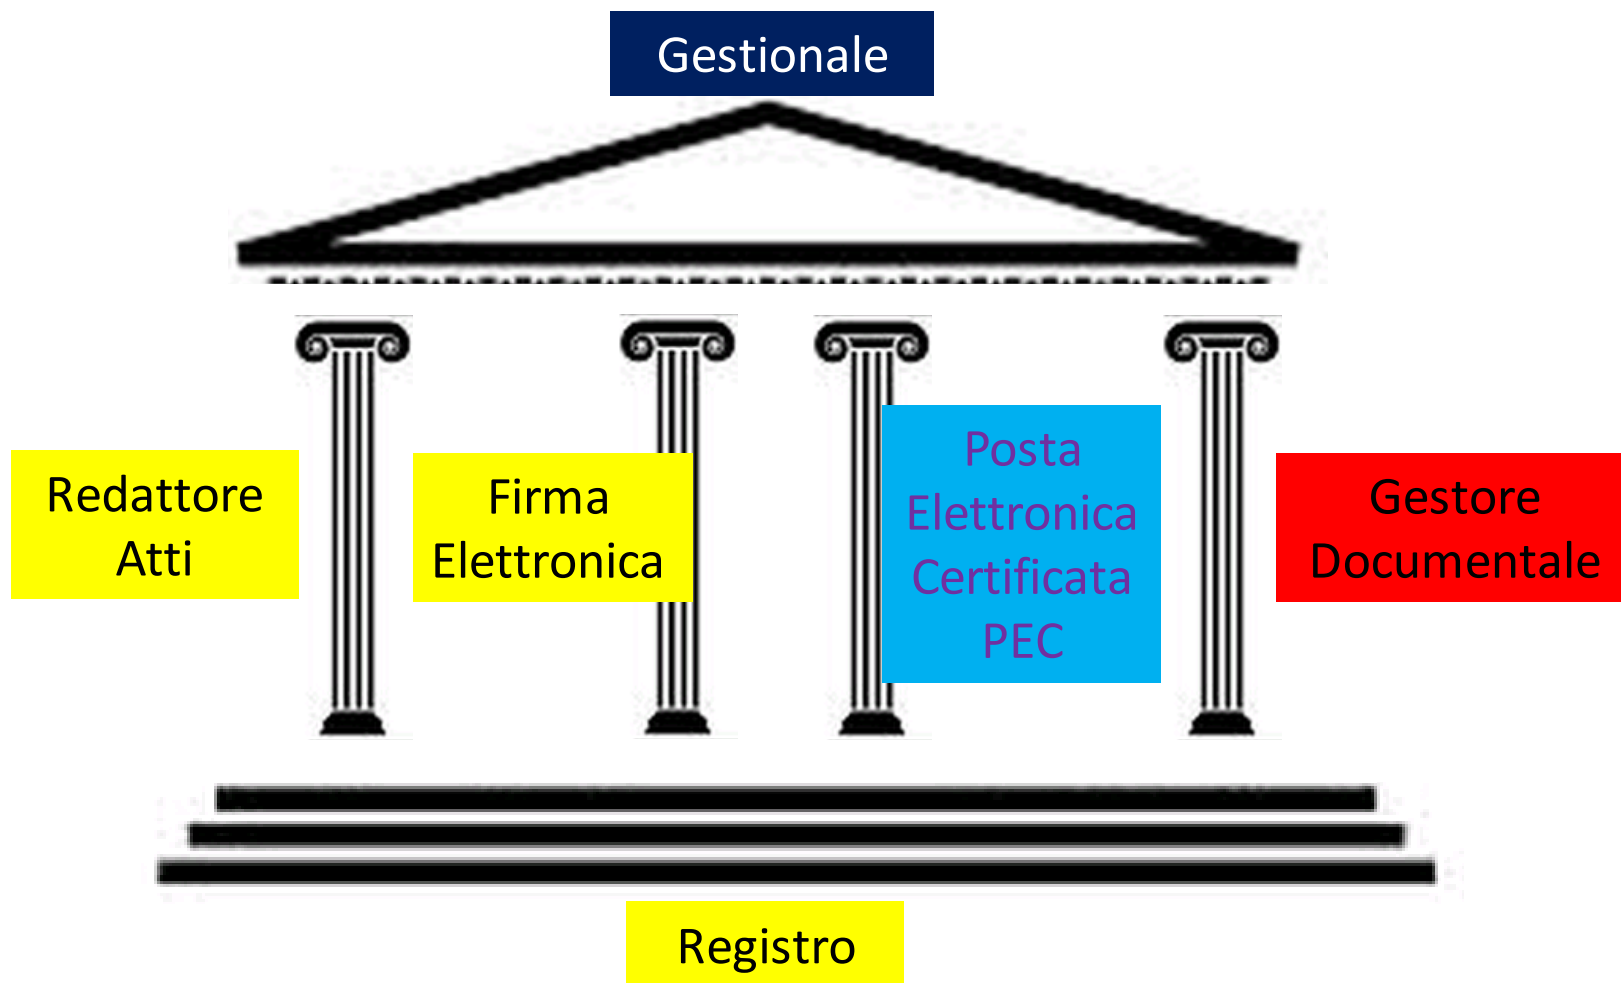 Gestionale
Redattore
Atti
Firma
Elettronica
Posta
Elettronica
Certificata
PEC
Gestore
Documentale
Registro